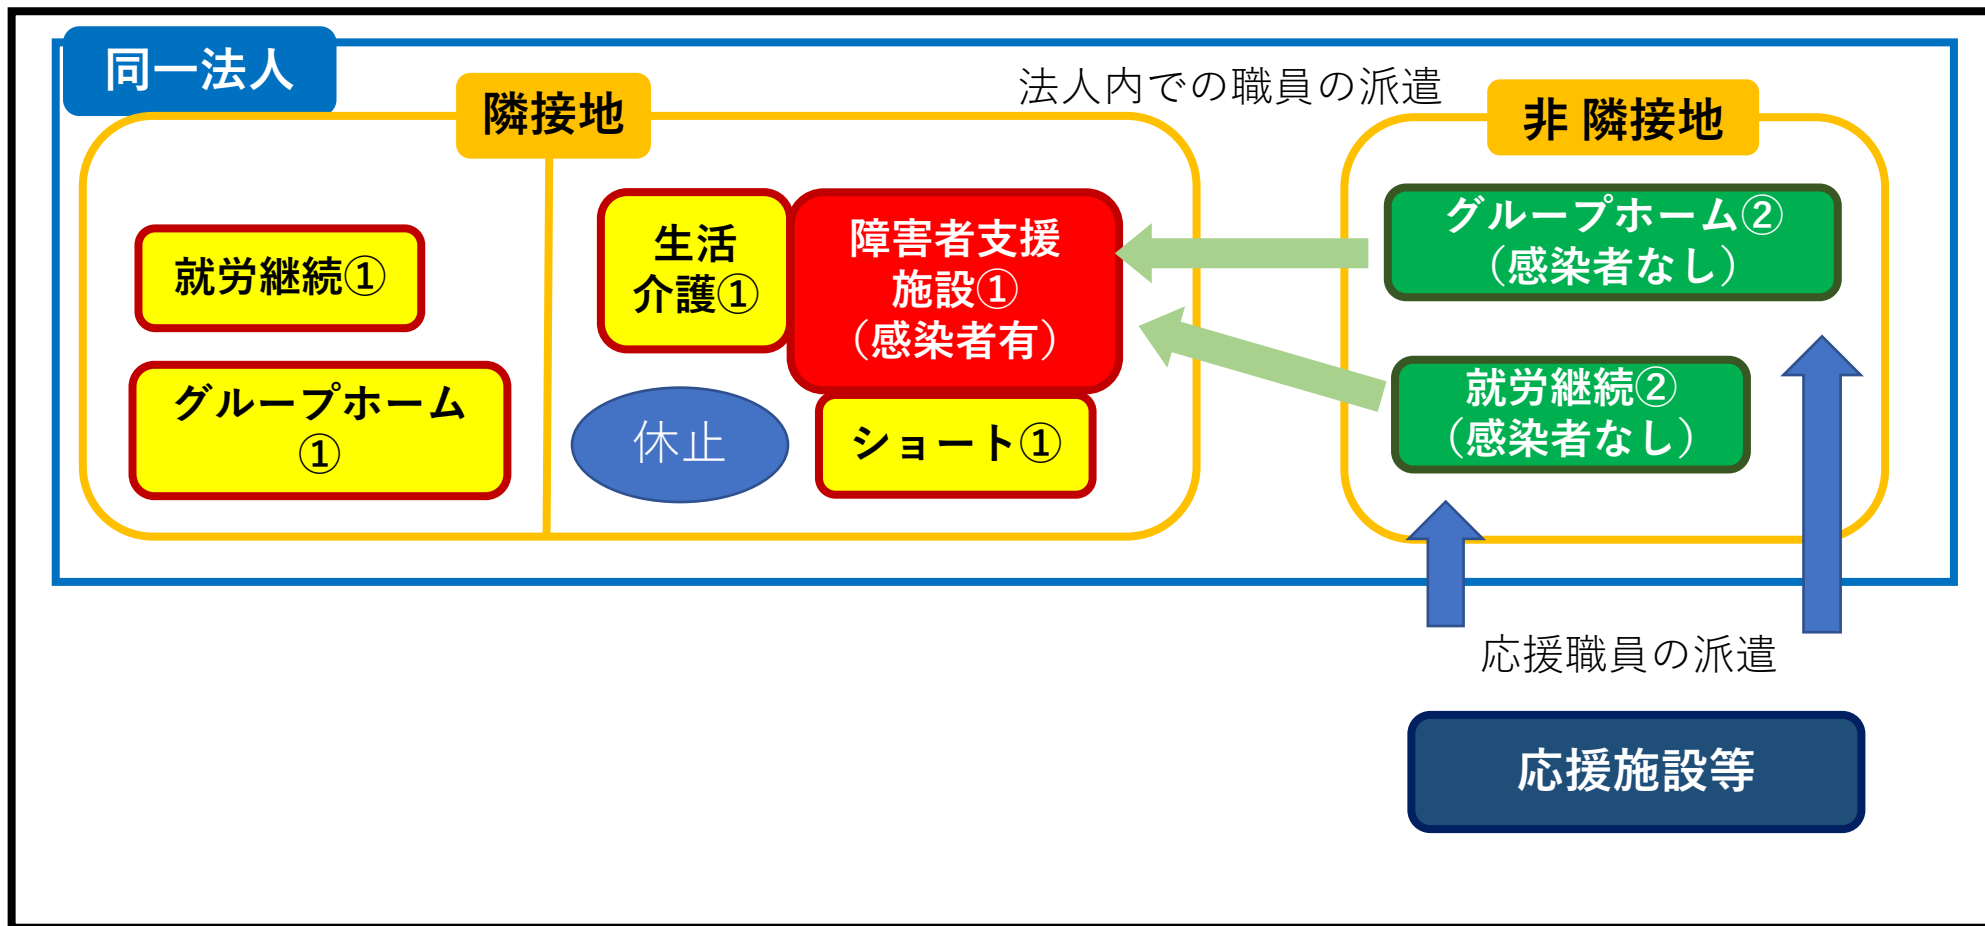 同一法人
隣接地
法人内での職員の派遣
非 隣接地
就労継続①
グループホーム
①
生活
介護①
障害者支援
施設①
（感染者有）
休止
ショート①
グループホーム②
（感染者なし）
就労継続②
（感染者なし）
応援職員の派遣
応援施設等